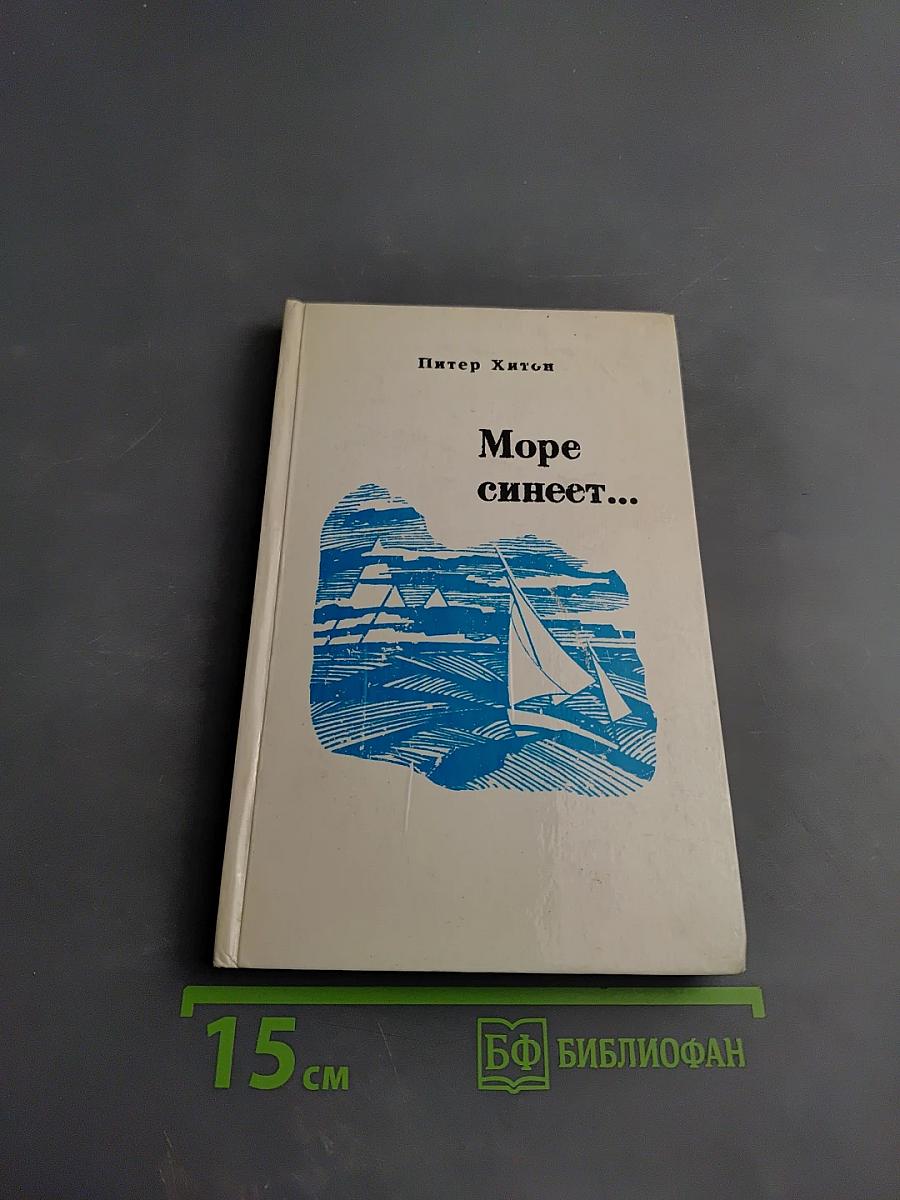 Питер Хитон
Море
синеет...
15 см
БФ БИБЛИОФАН